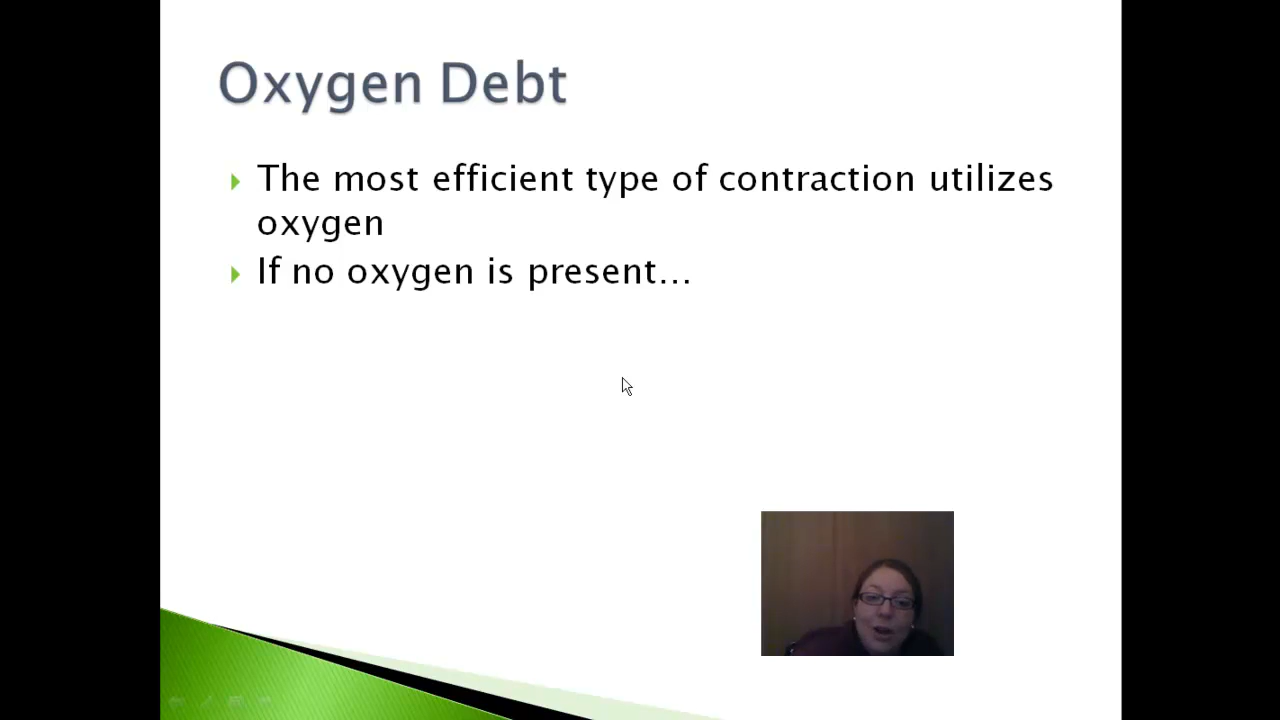 Oxygen Debt
The most efficient type of contraction utilizes
oxygen
If no oxygen is present...